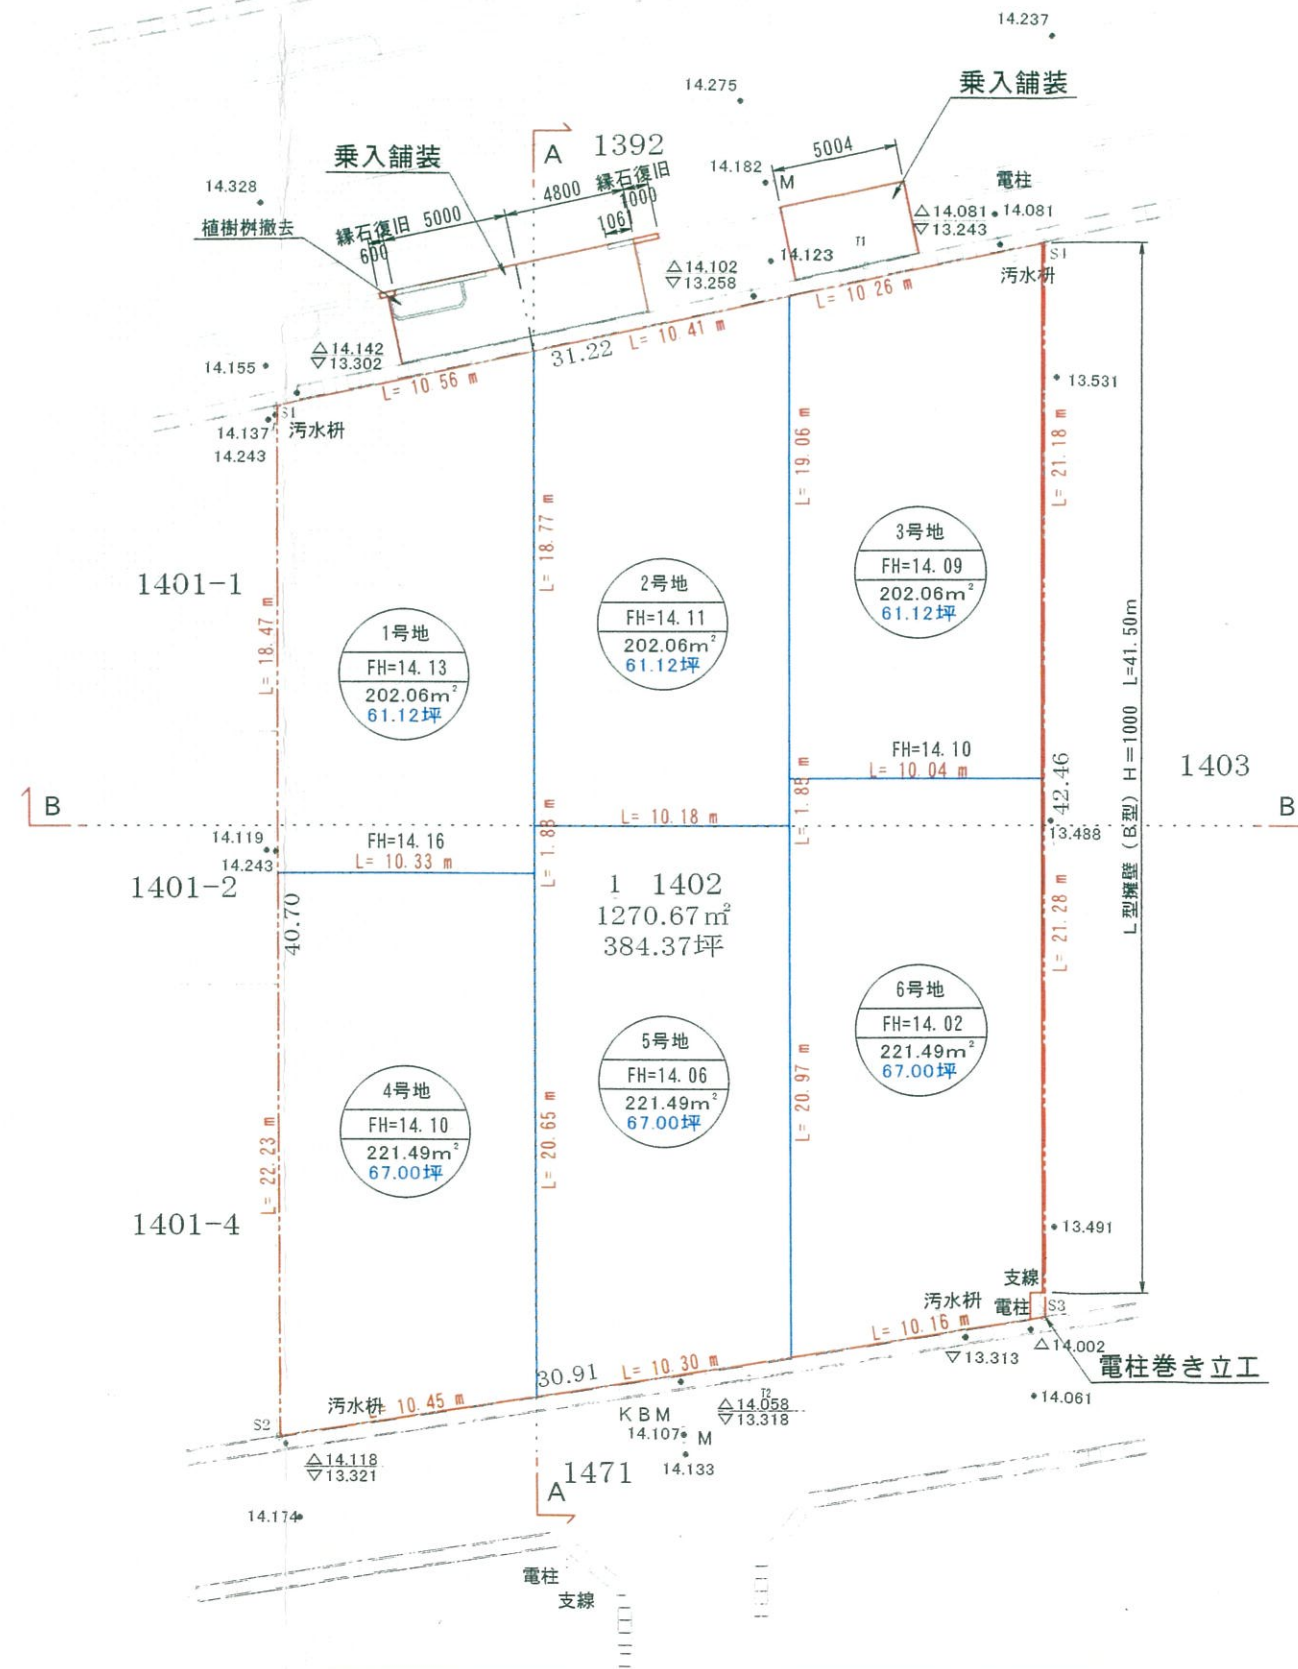 14.237
14.275
乗入舗装
乗入舗装
A
1392
5004
14.182
M
電柱
14.328
縁石復旧
4800
1000
106
植樹桝撤去
縁石復旧
5000
600
△14.081
▽13.243
14.081
T1
14.123
S4
汚水枡
△14.102
▽13.258
L= 10 26 m
L= 10 41 m
31.22
△14.142
▽13.302
14.155
L= 10 56 m
13.531
S1
汚水枡
14.137
14.243
L= 19.06 m
L= 21.18 m
L= 18.77 m
3号地
FH=14. 09
202.06m²
61.12坪
1401-1
2号地
FH=14. 11
202.06m²
61.12坪
1号地
FH=14. 13
202.06m²
61.12坪
L= 18.47 m
L型擁壁（B型）H=1000 L=41. 50m
FH=14. 10
L= 10 04 m
42.46
1403
B
B
L= 10.18 m
L= 1.85 m
L= 1.88 m
13.488
14.119
14.243
FH=14. 16
L= 10.33 m
1401-2
40.70
1 1402
1270.67㎡
384.37坪
L= 21.28 m
6号地
FH=14. 02
221.49m²
67.00坪
5号地
FH=14. 06
221.49m²
67.00坪
4号地
FH=14. 10
221.49m²
67.00坪
L= 20.97 m
L= 20.65 m
L= 22.23 m
1401-4
13.491
支線
汚水枡
電柱
S3
L= 10.16 m
▽13.313
△14.002
電柱巻き立工
30.91
L= 10 30 m
14.061
汚水枡
L= 10 45 m
S2
T2
△14.058
▽13.318
KBM
14.107
M
14.133
△14.118
▽13.321
1471
A
14.174
電柱
支線